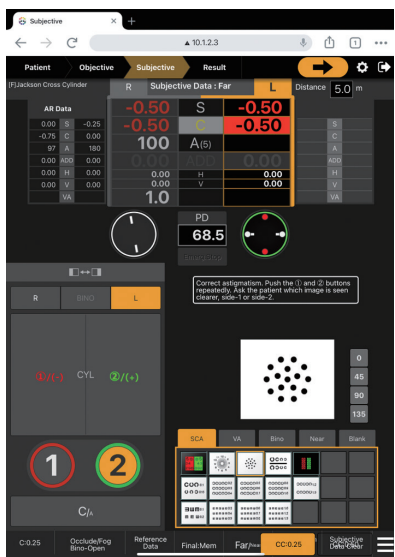 Subjective
10.1.2.3
1
Patient
Objective
Subjective
Result
[F]Jackson Cross Cylinder
R
Subjective Data : Far
L
Distance 5.0 m
AR Data
0.00 S -0.25
-0.75 C 0.00
97 A 180
0.00 ADD 0.00
0.00 H 0.00
0.00 V 0.00
VA
-0.50 S -0.50
-0.50 C -0.50
100 A(5)
0.00 ADD 0.00
0.00 H 0.00
0.00 V 0.00
1.0
S
C
A
ADD
H
V
VA
PD
68.5
Correct astigmatism. Push the ① and ② buttons
repeatedly. Ask the patient which image is seen
clearer, side-1 or side-2.
R
BINO
L
①/(-)
CYL
②/(+)
1
2
C/A
0
45
90
135
SCA
VA
Bino
Near
Blank
C:0.25
Occlude/Fog
Bino-Open
Reference
Data
Final:Mem
Far/Near
CC:0.25
Subjective
Data Clear